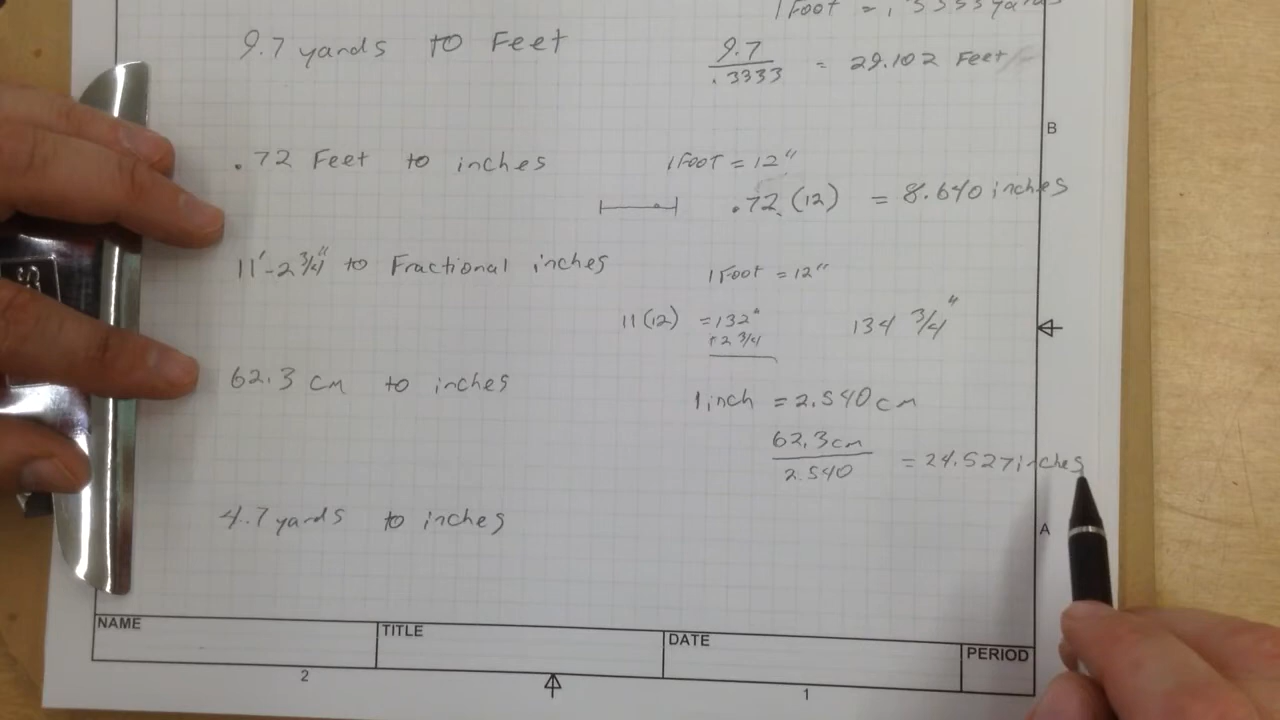 1 Foot = .3333 yards
9.7 yards to Feet
9.7
.3333
= 29.102 Feet
B
.72 Feet to inches
1 Foot = 12"
.72 (12) = 8.640 inches
11'-2 3/4" to Fractional inches
1 Foot = 12"
11 (12) = 132"
+2 3/4
134 3/4"
62.3 cm to inches
1 inch = 2.540 cm
62.3 cm
2.540
= 24.527 inches
4.7 yards to inches
A
NAME
TITLE
DATE
PERIOD
2
1